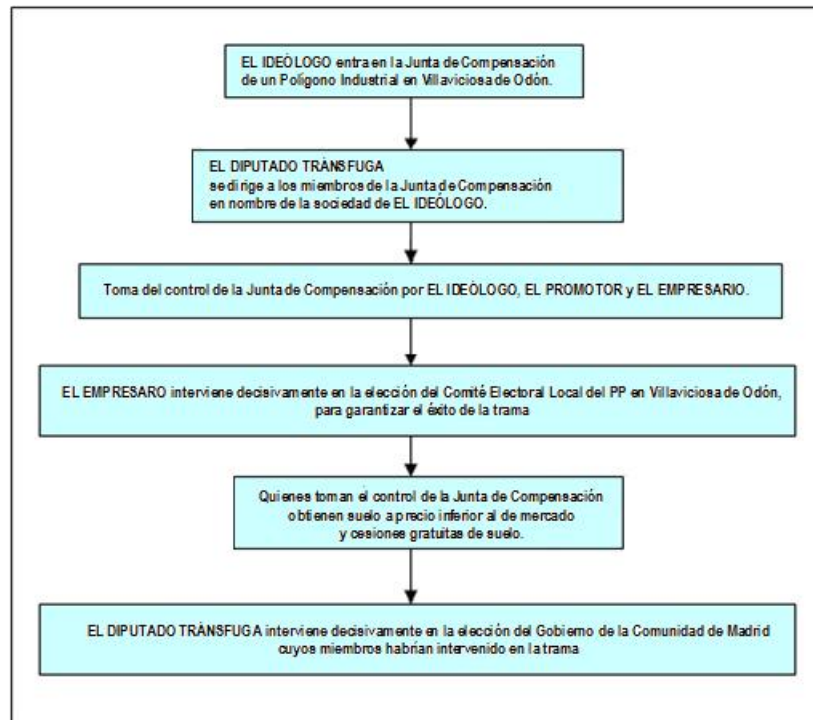 EL IDEÓLOGO entra en la Junta de Compensación
de un Polígono Industrial en Villaviciosa de Odón.
EL DIPUTADO TRÁNSFUGA
se dirige a los miembros de la Junta de Compensación
en nombre de la sociedad de EL IDEÓLOGO.
Toma del control de la Junta de Compensación por EL IDEÓLOGO, EL PROMOTOR y EL EMPRESARIO.
EL EMPRESARO interviene decisivamente en la elección del Comité Electoral Local del PP en Villaviciosa de Odón,
para garantizar el éxito de la trama
Quienes toman el control de la Junta de Compensación
obtienen suelo a precio inferior al de mercado
y cesiones gratuitas de suelo.
EL DIPUTADO TRÁNSFUGA interviene decisivamente en la elección del Gobierno de la Comunidad de Madrid
cuyos miembros habrían intervenido en la trama